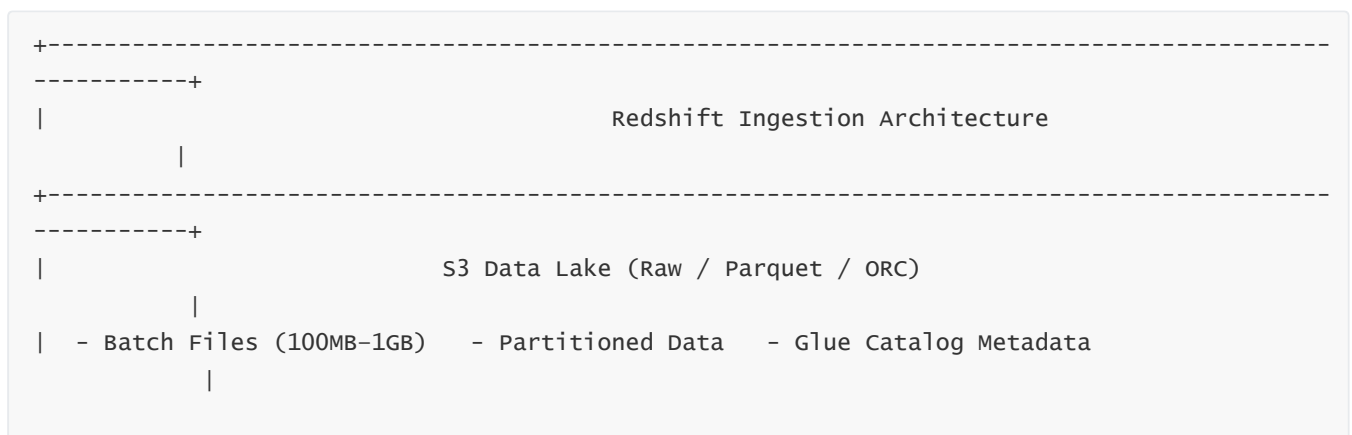 +-------------------------------------------------------------------------------------------
-----------+
|                                        Redshift Ingestion Architecture
          |
+-------------------------------------------------------------------------------------------
-----------+
|                            S3 Data Lake (Raw / Parquet / ORC)
           |
|  - Batch Files (100MB–1GB)   - Partitioned Data   - Glue Catalog Metadata
            |